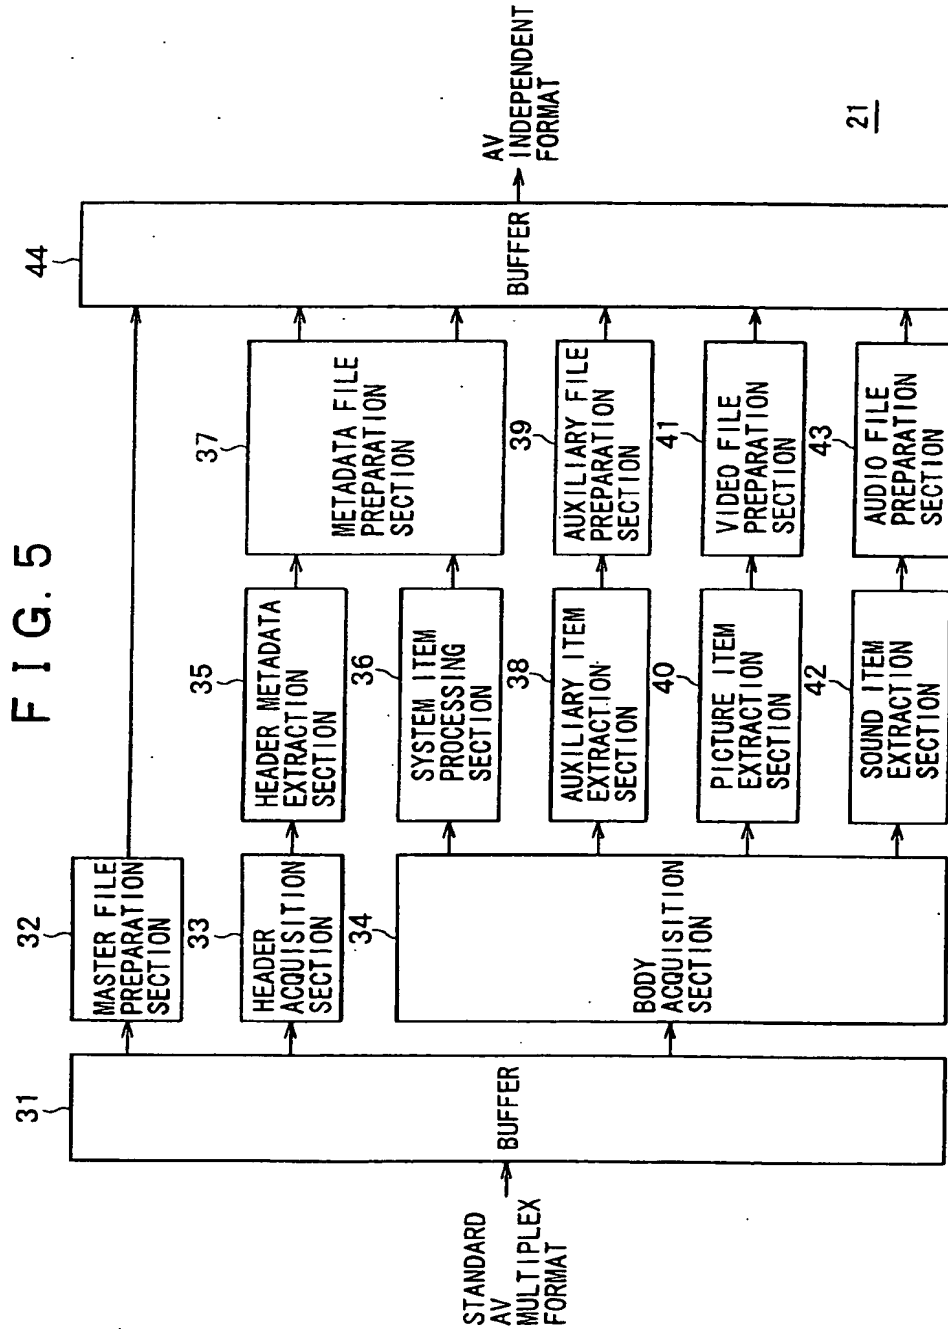 FIG. 5
STANDARD
AV
MULTIPLEX
FORMAT
31
BUFFER
32
MASTER FILE
PREPARATION
SECTION
33
HEADER
ACQUISITION
SECTION
34
BODY
ACQUISITION
SECTION
35
HEADER METADATA
EXTRACTION
SECTION
36
SYSTEM ITEM
PROCESSING
SECTION
37
METADATA FILE
PREPARATION
SECTION
38
AUXILIARY ITEM
EXTRACTION
SECTION
39
AUXILIARY FILE
PREPARATION
SECTION
40
PICTURE ITEM
EXTRACTION
SECTION
41
VIDEO FILE
PREPARATION
SECTION
42
SOUND ITEM
EXTRACTION
SECTION
43
AUDIO FILE
PREPARATION
SECTION
44
BUFFER
AV
INDEPENDENT
FORMAT
21